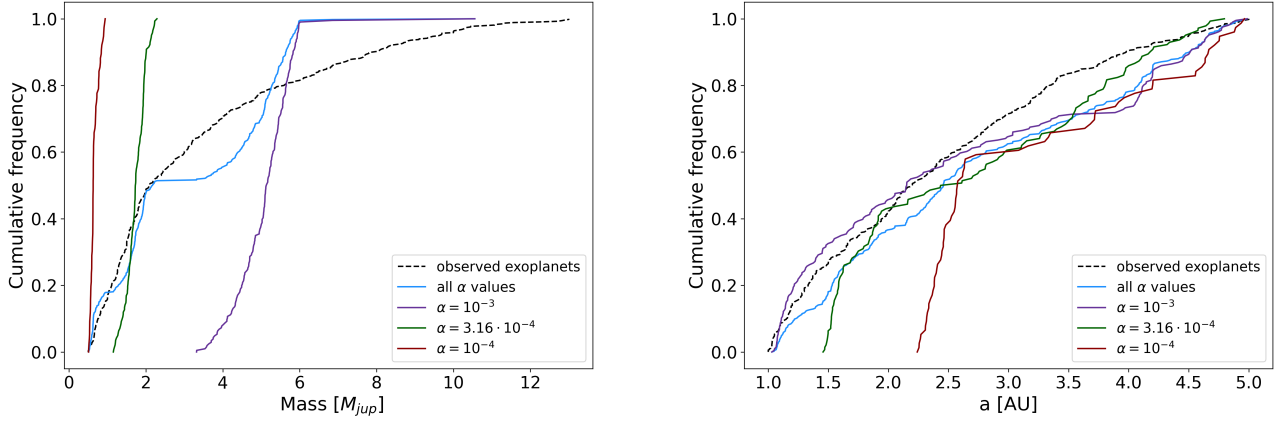 Cumulative frequency
1.0
0.8
0.6
0.4
0.2
0.0
observed exoplanets
all α values
α = 10⁻³
α = 3.16 · 10⁻⁴
α = 10⁻⁴
0 2 4 6 8 10 12
Mass [M_jup]
Cumulative frequency
1.0
0.8
0.6
0.4
0.2
0.0
observed exoplanets
all α values
α = 10⁻³
α = 3.16 · 10⁻⁴
α = 10⁻⁴
1.0 1.5 2.0 2.5 3.0 3.5 4.0 4.5 5.0
a [AU]